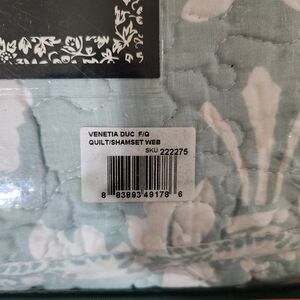 VENETIA DUC F/Q
QUILT/SHAMSET WEB
SKU 222275
8 83893 49178 6